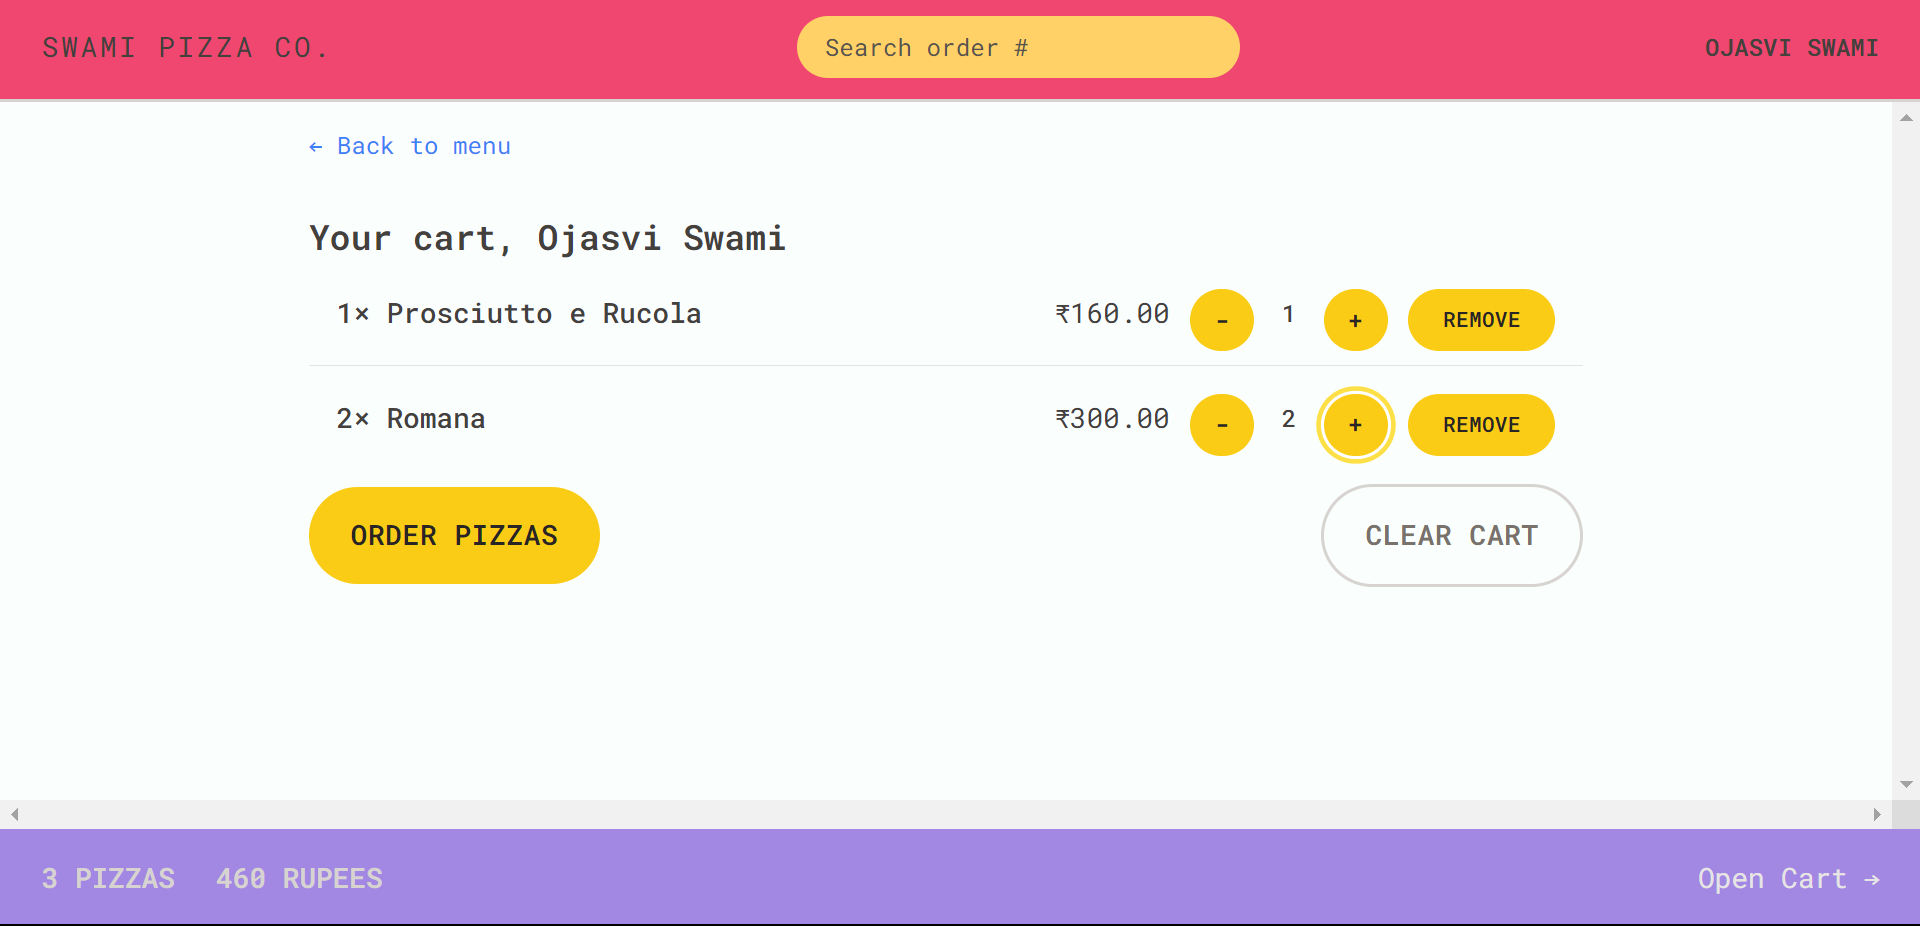 SWAMI PIZZA CO.
Search order #
OJASVI SWAMI
← Back to menu
Your cart, Ojasvi Swami
1× Prosciutto e Rucola ₹160.00 - 1 + REMOVE
2× Romana ₹300.00 - 2 + REMOVE
ORDER PIZZAS CLEAR CART
3 PIZZAS 460 RUPEES Open Cart →